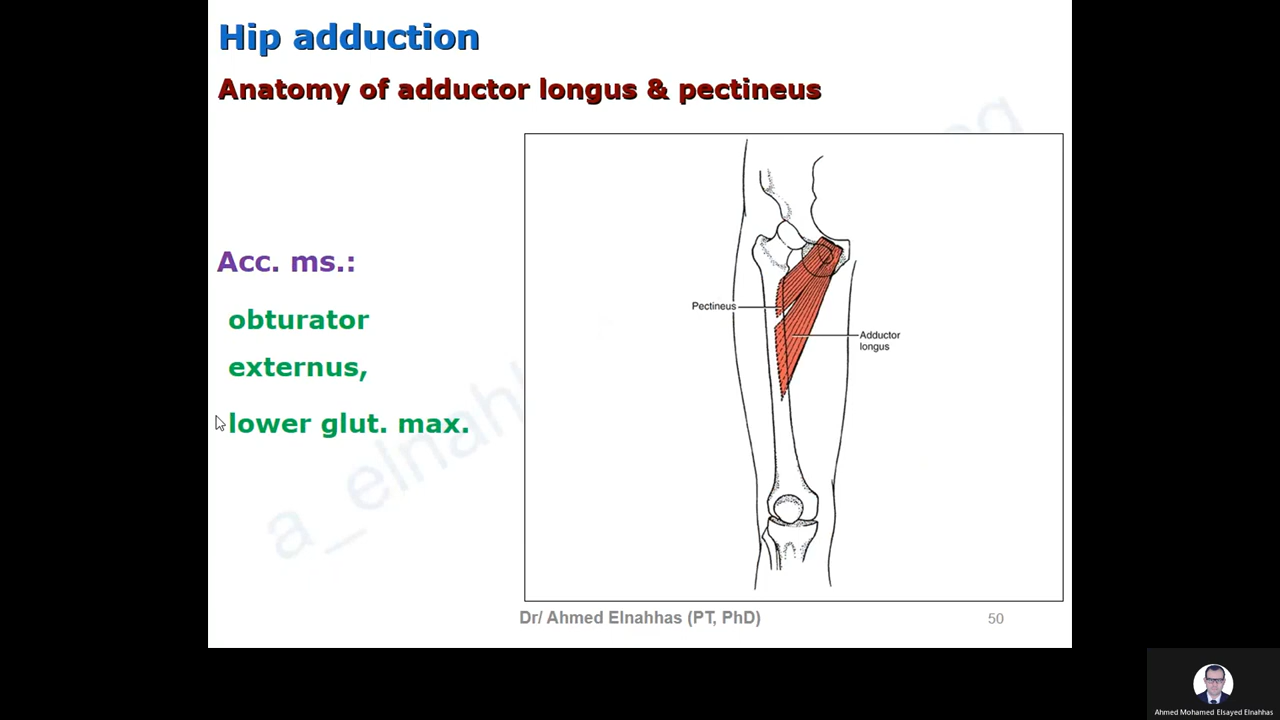 Hip adduction
Anatomy of adductor longus & pectineus
Acc. ms.:
obturator
externus,
lower glut. max.
Pectineus
Adductor
longus
Dr/ Ahmed Elnahhas (PT, PhD)
50
Ahmed Mohamed Elsayed Elnahhas